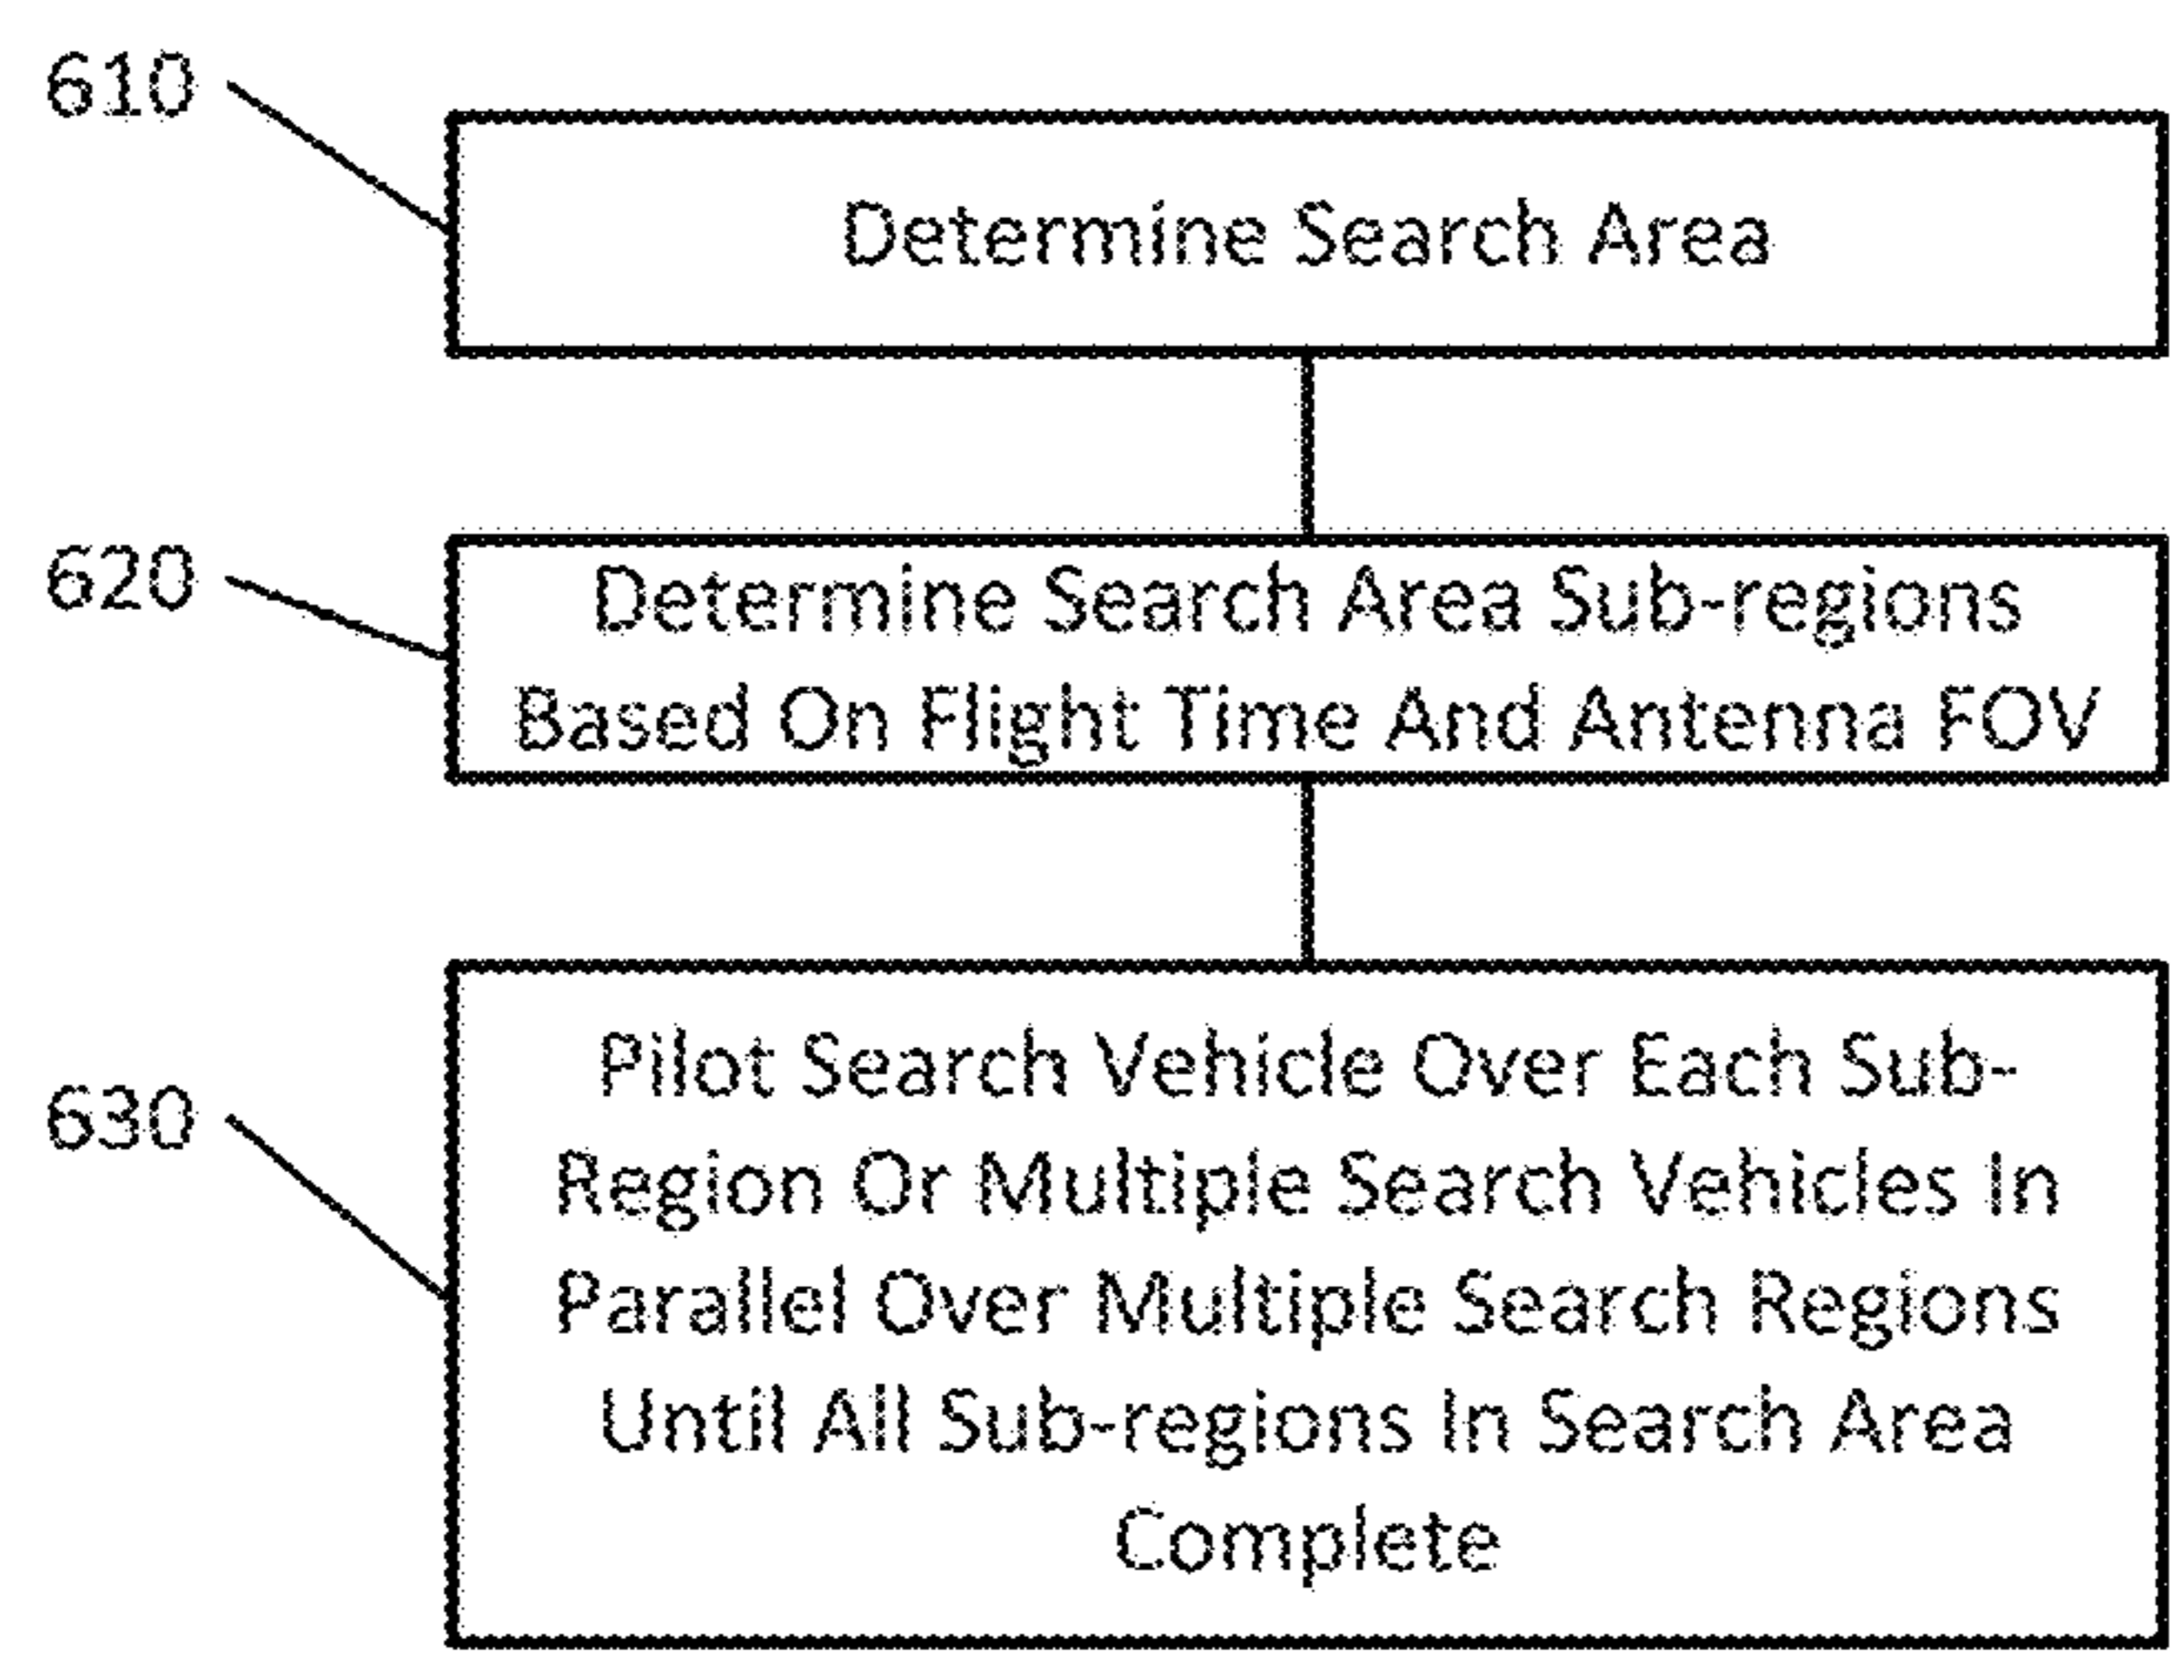 610
Determine Search Area
620
Determine Search Area Sub-regions
Based On Flight Time And Antenna FOV
630
Pilot Search Vehicle Over Each Sub-
Region Or Multiple Search Vehicles In
Parallel Over Multiple Search Regions
Until All Sub-regions In Search Area
Complete